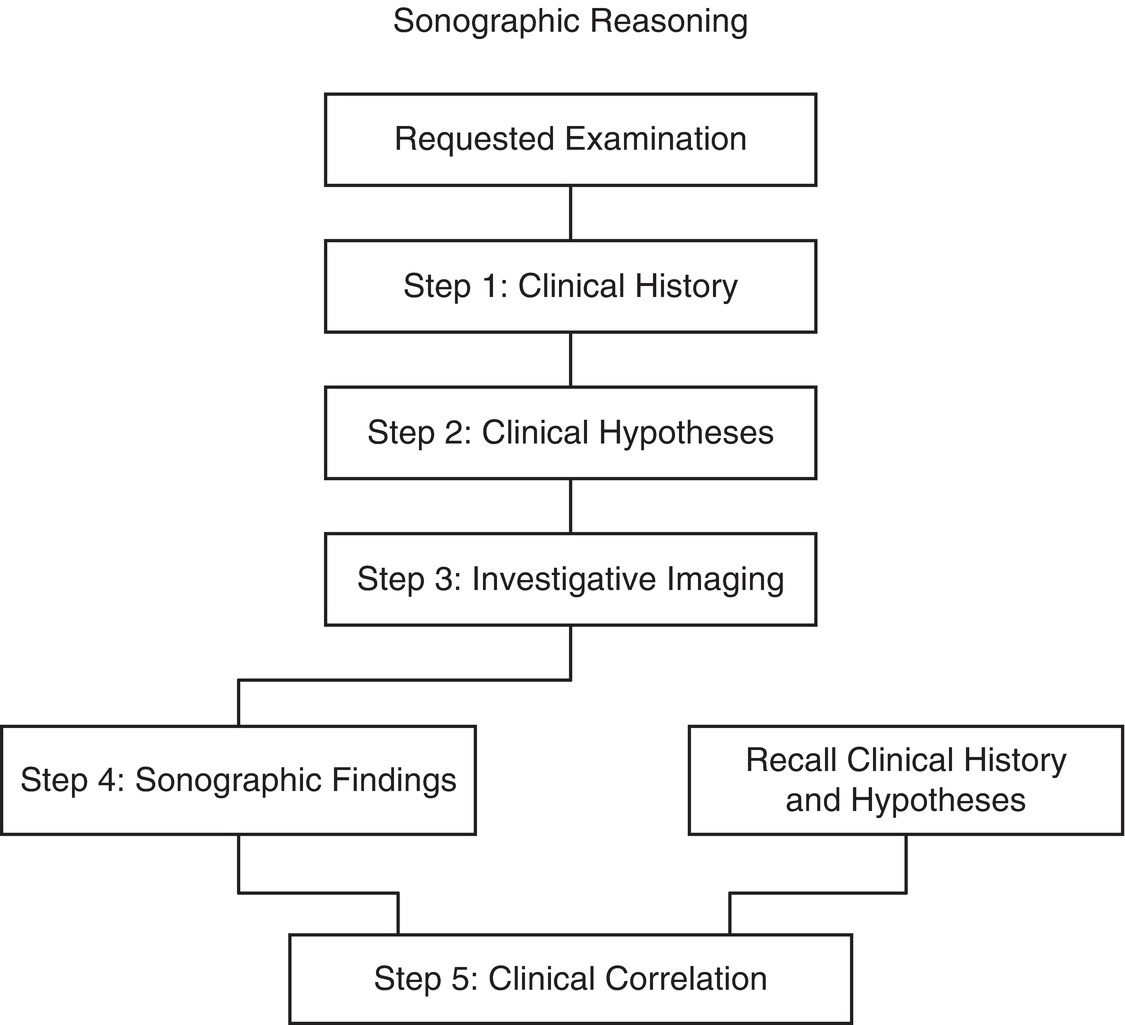 Sonographic Reasoning
Requested Examination
Step 1: Clinical History
Step 2: Clinical Hypotheses
Step 3: Investigative Imaging
Step 4: Sonographic Findings
Recall Clinical History
and Hypotheses
Step 5: Clinical Correlation